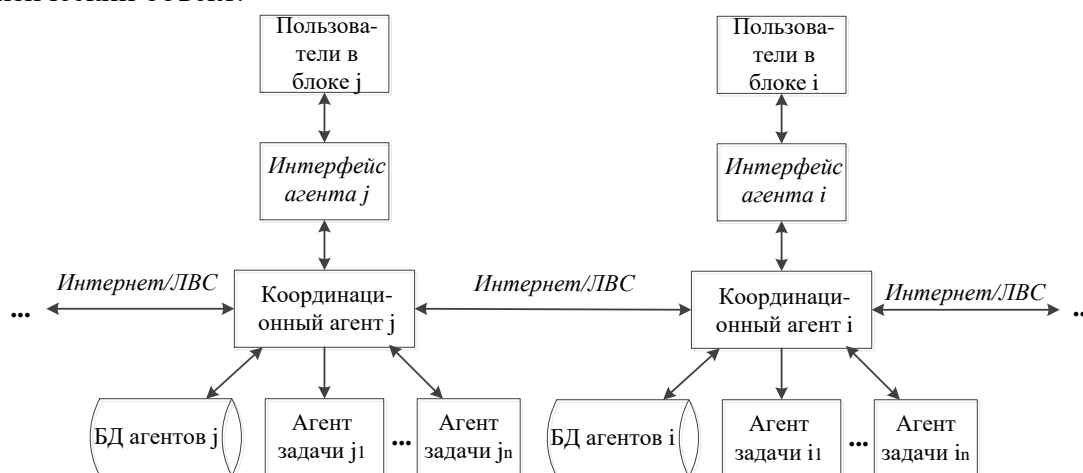 Пользова-
тели в
блоке j
Пользова-
тели в
блоке i
Интерфейс
агента j
Интерфейс
агента i
Интернет/ЛВС
Интернет/ЛВС
Интернет/ЛВС
...
Координаци-
онный агент j
Координаци-
онный агент i
..
БД агентов j
Агент
задачи j1
...
Агент
задачи jn
БД агентов i
Агент
задачи i1
...
Агент
задачи in